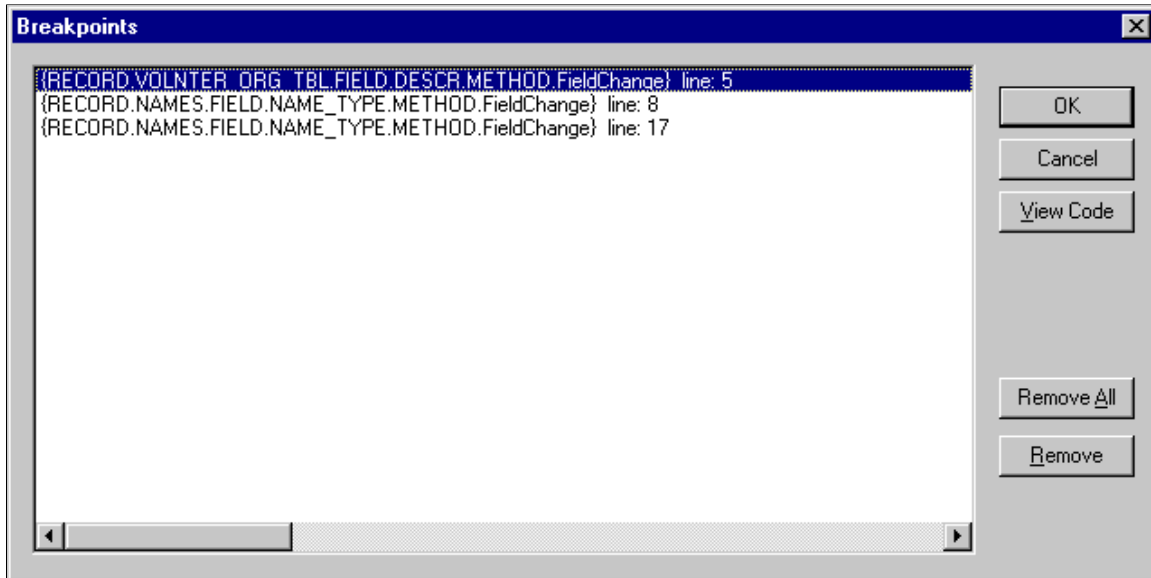 Breakpoints
{RECORD.VOLNTER_ORG_TBL.FIELD.DESCR.METHOD.FieldChange} line: 5
{RECORD.NAMES.FIELD.NAME_TYPE.METHOD.FieldChange} line: 8
{RECORD.NAMES.FIELD.NAME_TYPE.METHOD.FieldChange} line: 17
OK
Cancel
View Code
Remove All
Remove